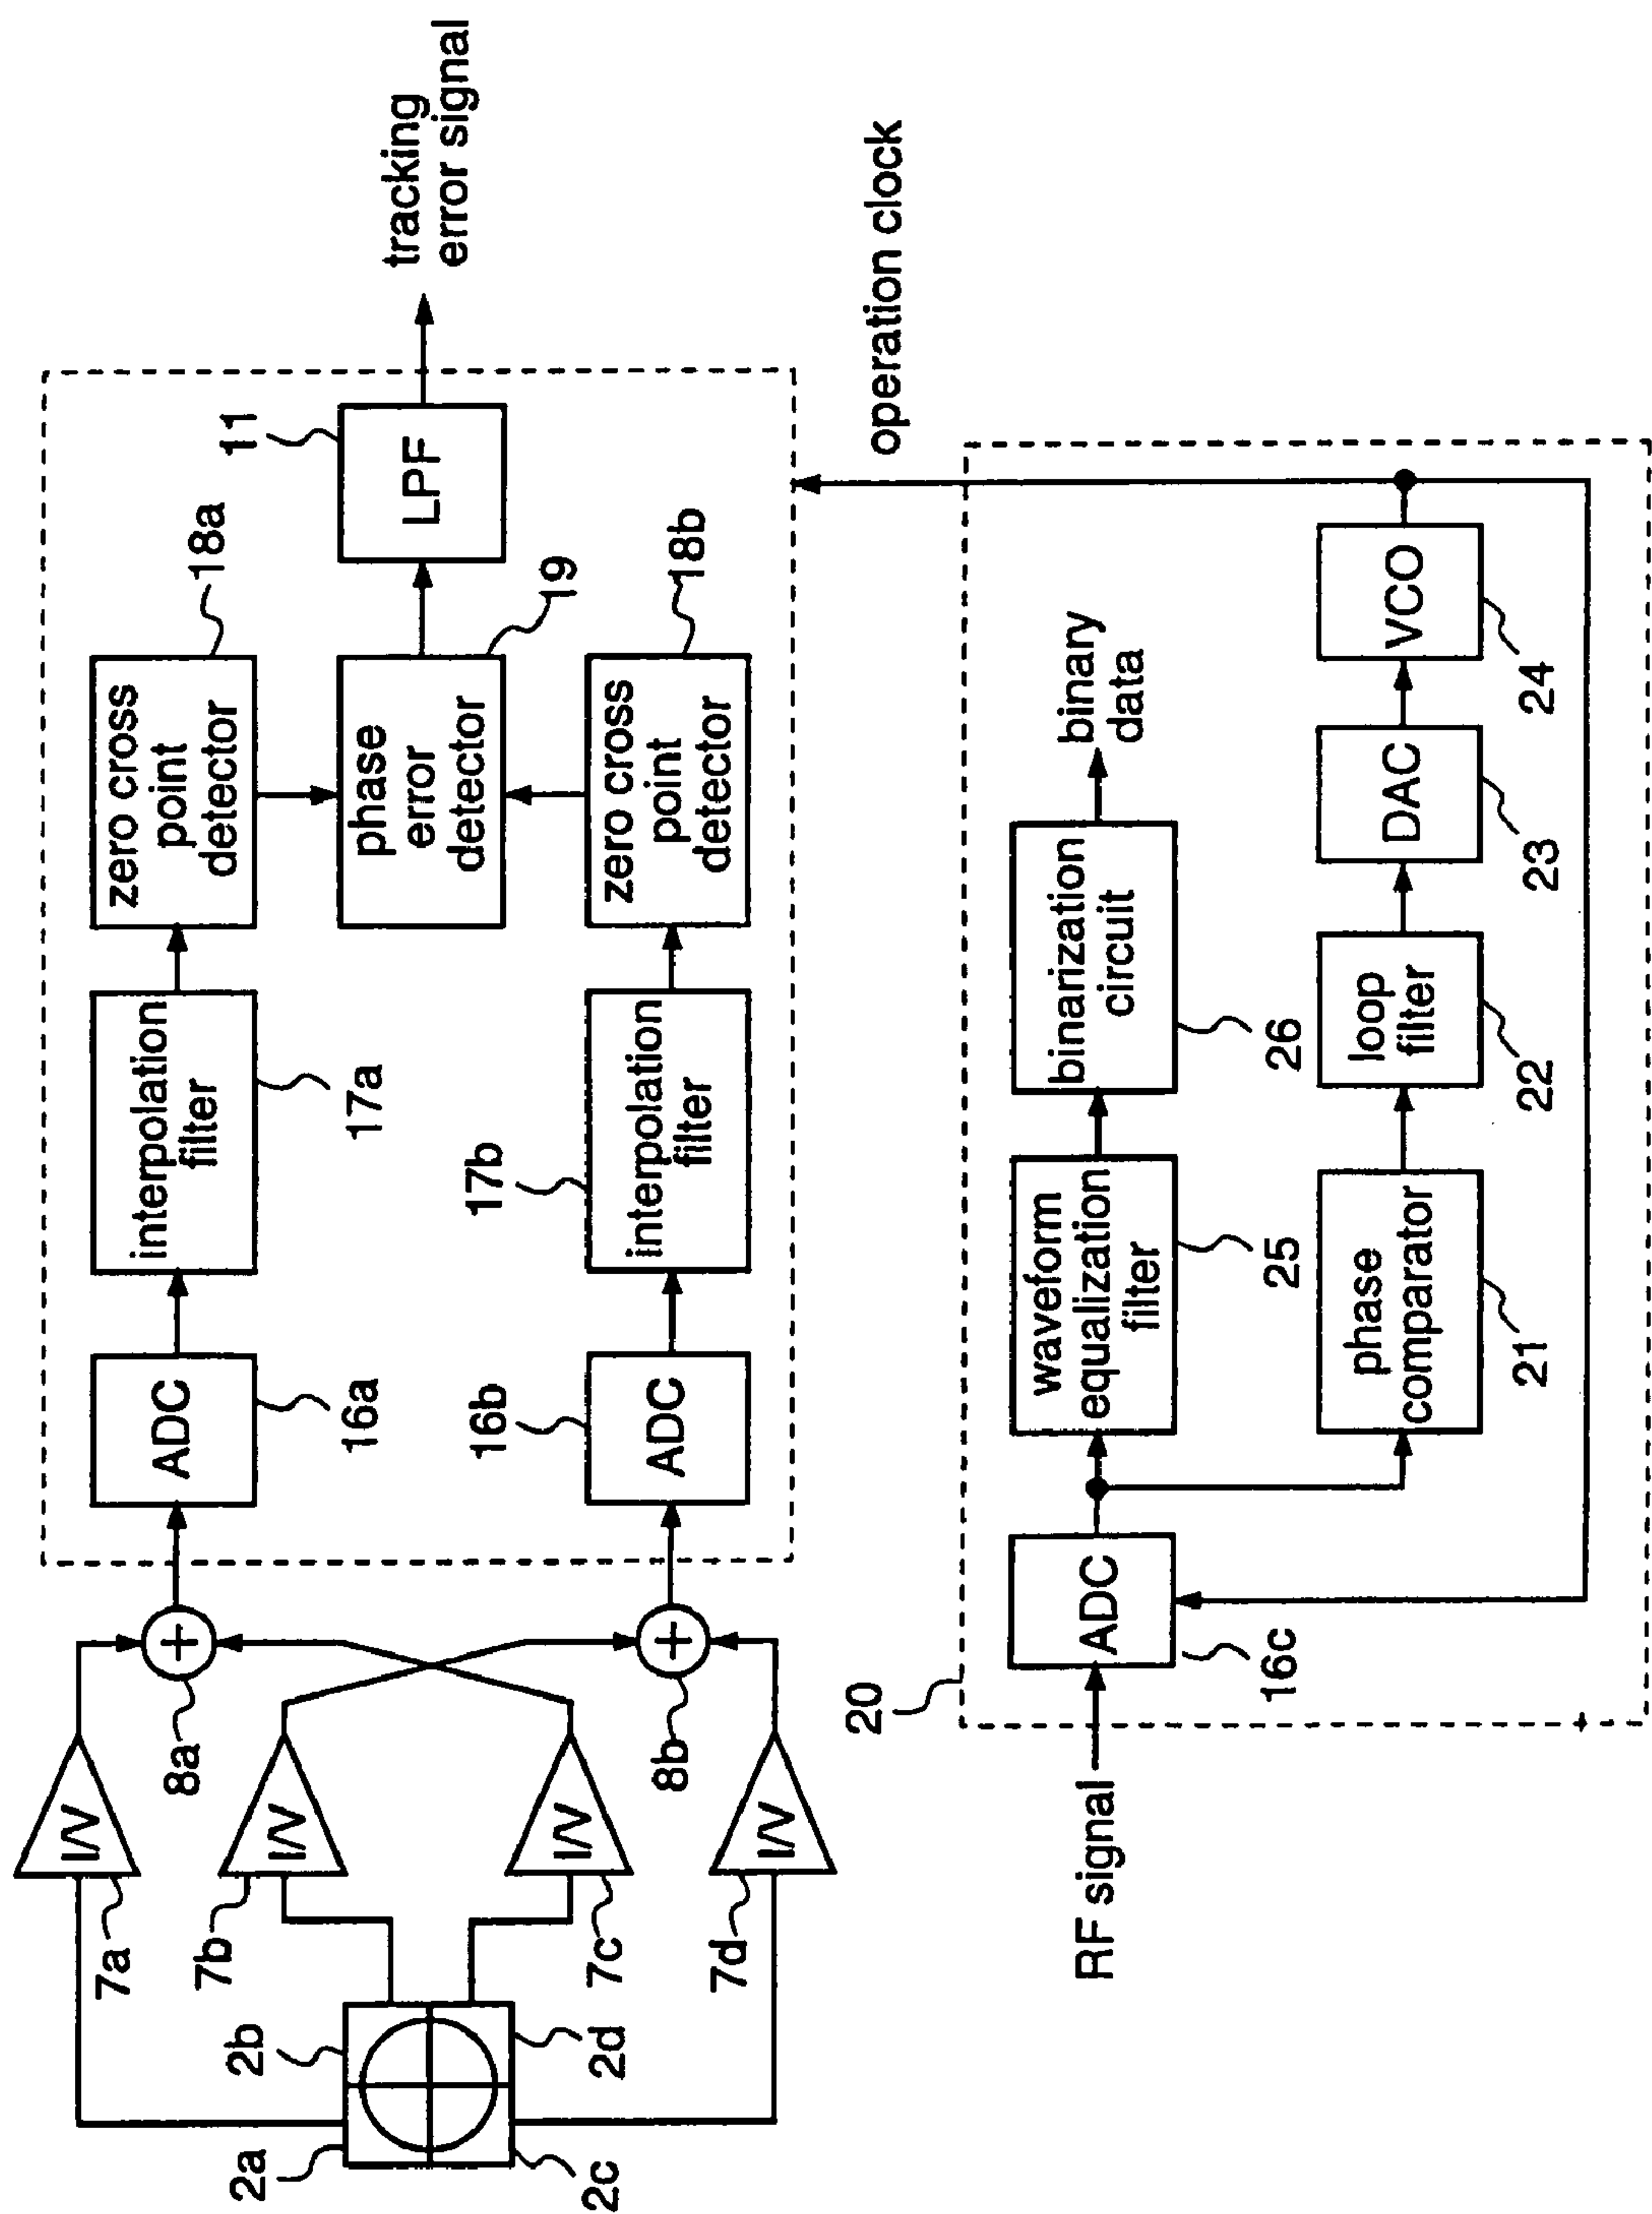 2a
2b
2c
2d
7a
I/V
7b
I/V
7c
I/V
7d
I/V
8a
+
8b
+
ADC
16a
interpolation
filter
17a
zero cross
point
detector
18a
ADC
16b
interpolation
filter
17b
zero cross
point
detector
18b
phase
error
detector
19
LPF
11
tracking
error signal
operation clock
20
RF signal
ADC
16c
waveform
equalization
filter
25
binarization
circuit
26
binary
data
phase
comparator
21
loop
filter
22
DAC
23
VCO
24